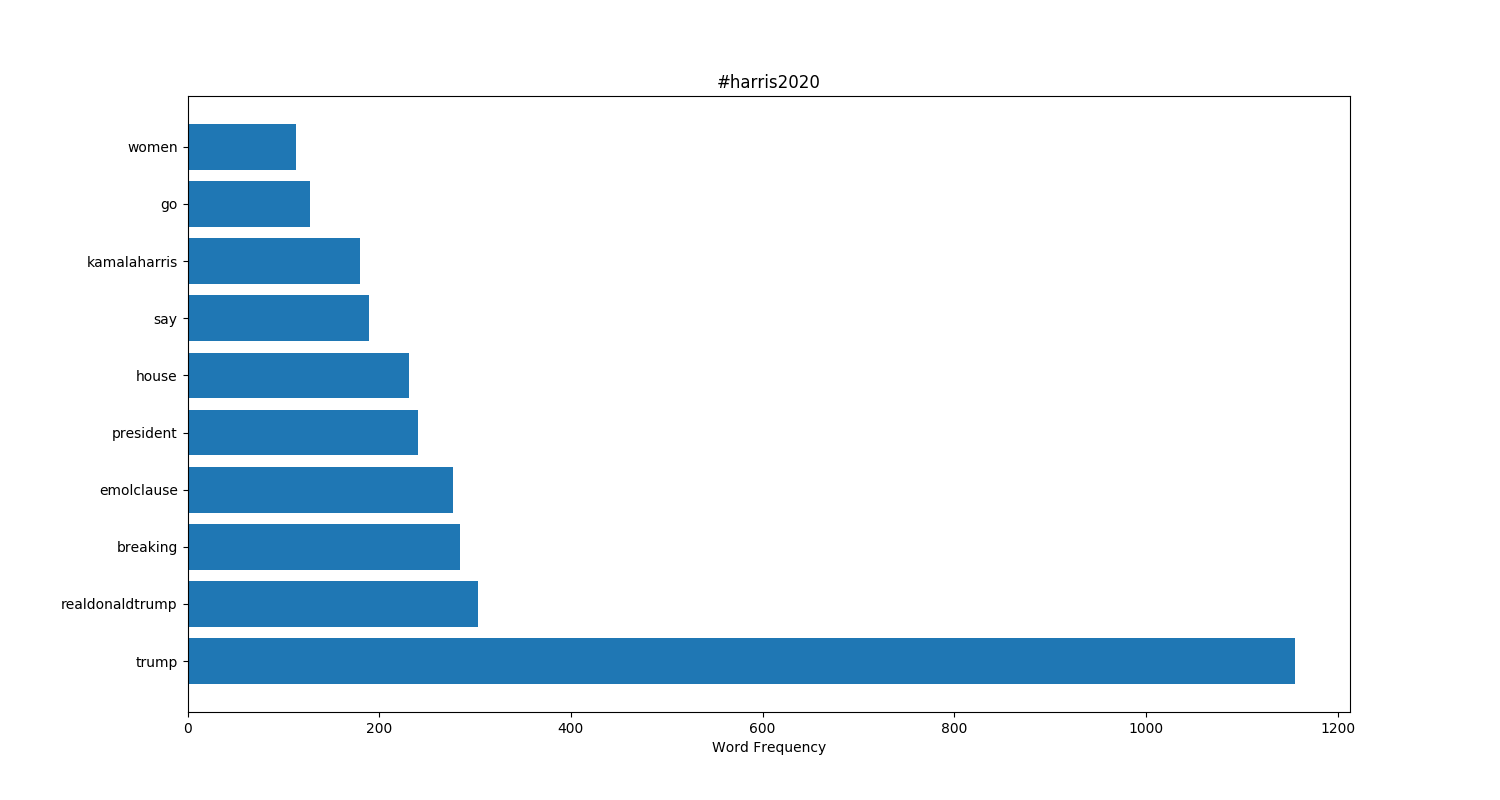 #harris2020
women
go
kamalaharris
say
house
president
emolclause
breaking
realdonaldtrump
trump
0 200 400 600 800 1000 1200
Word Frequency